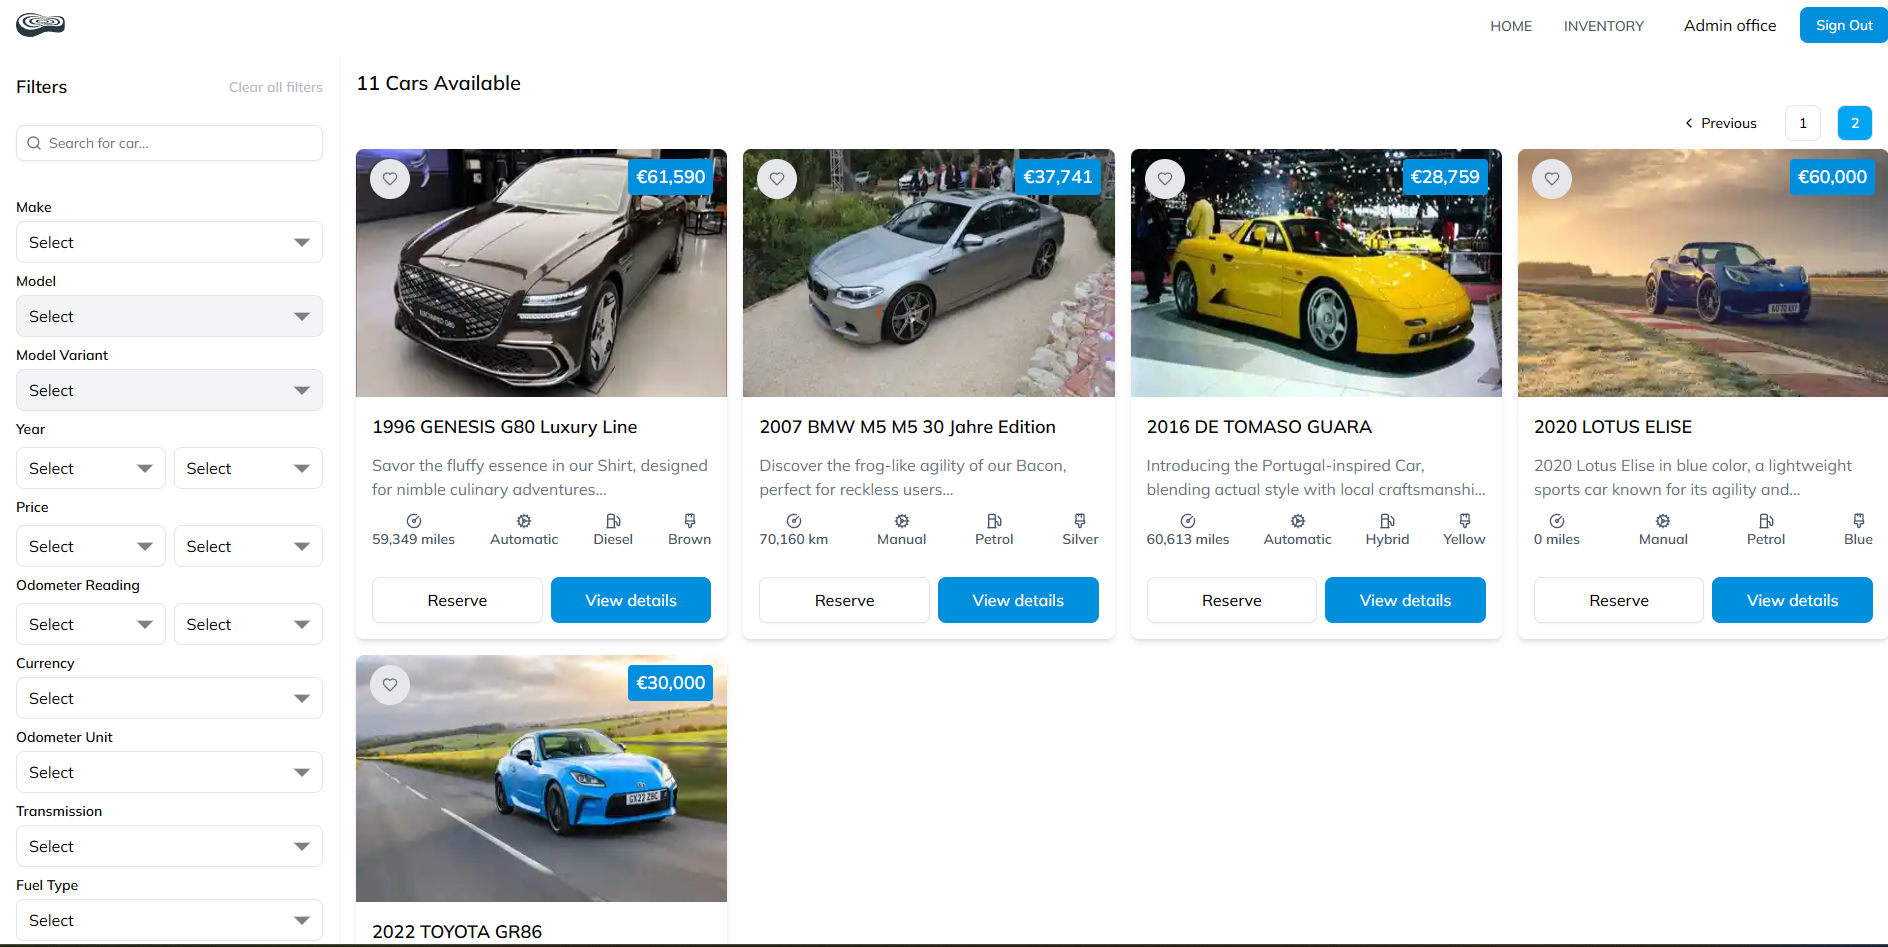 HOME
INVENTORY
Admin office
Sign Out
Filters
Clear all filters
Search for car...
Make
Select
Model
Select
Model Variant
Select
Year
Select
Select
Price
Select
Select
Odometer Reading
Select
Select
Currency
Select
Odometer Unit
Select
Transmission
Select
Fuel Type
Select
11 Cars Available
Previous
1
2
€61,590
1996 GENESIS G80 Luxury Line
Savor the fluffy essence in our Shirt, designed
for nimble culinary adventures...
59,349 miles
Automatic
Diesel
Brown
Reserve
View details
€37,741
2007 BMW M5 M5 30 Jahre Edition
Discover the frog-like agility of our Bacon,
perfect for reckless users...
70,160 km
Manual
Petrol
Silver
Reserve
View details
€28,759
2016 DE TOMASO GUARA
Introducing the Portugal-inspired Car,
blending actual style with local craftsmanshi...
60,613 miles
Automatic
Hybrid
Yellow
Reserve
View details
€60,000
2020 LOTUS ELISE
2020 Lotus Elise in blue color, a lightweight
sports car known for its agility and...
0 miles
Manual
Petrol
Blue
Reserve
View details
€30,000
GX22 ZBC
2022 TOYOTA GR86